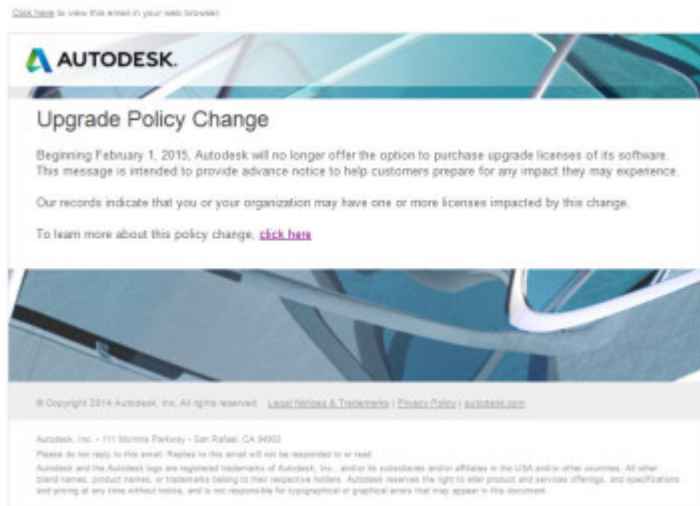 Click here to view this email in your web browser.
AUTODESK.
Upgrade Policy Change
Beginning February 1, 2015, Autodesk will no longer offer the option to purchase upgrade licenses of its software.
This message is intended to provide advance notice to help customers prepare for any impact they may experience.
Our records indicate that you or your organization may have one or more licenses impacted by this change.
To learn more about this policy change, click here
© Copyright 2014 Autodesk, Inc. All rights reserved. Legal Notices & Trademarks | Privacy Policy | autodesk.com
Autodesk, Inc. - 111 McInnis Parkway - San Rafael, CA 94903
Please do not reply to this email. Replies to this email will not be responded to or read.
Autodesk and the Autodesk logo are registered trademarks of Autodesk, Inc., and/or its subsidiaries and/or affiliates in the USA and/or other countries. All other
brand names, product names, or trademarks belong to their respective holders. Autodesk reserves the right to alter product and services offerings, and specifications
and pricing at any time without notice, and is not responsible for typographical or graphical errors that may appear in this document.